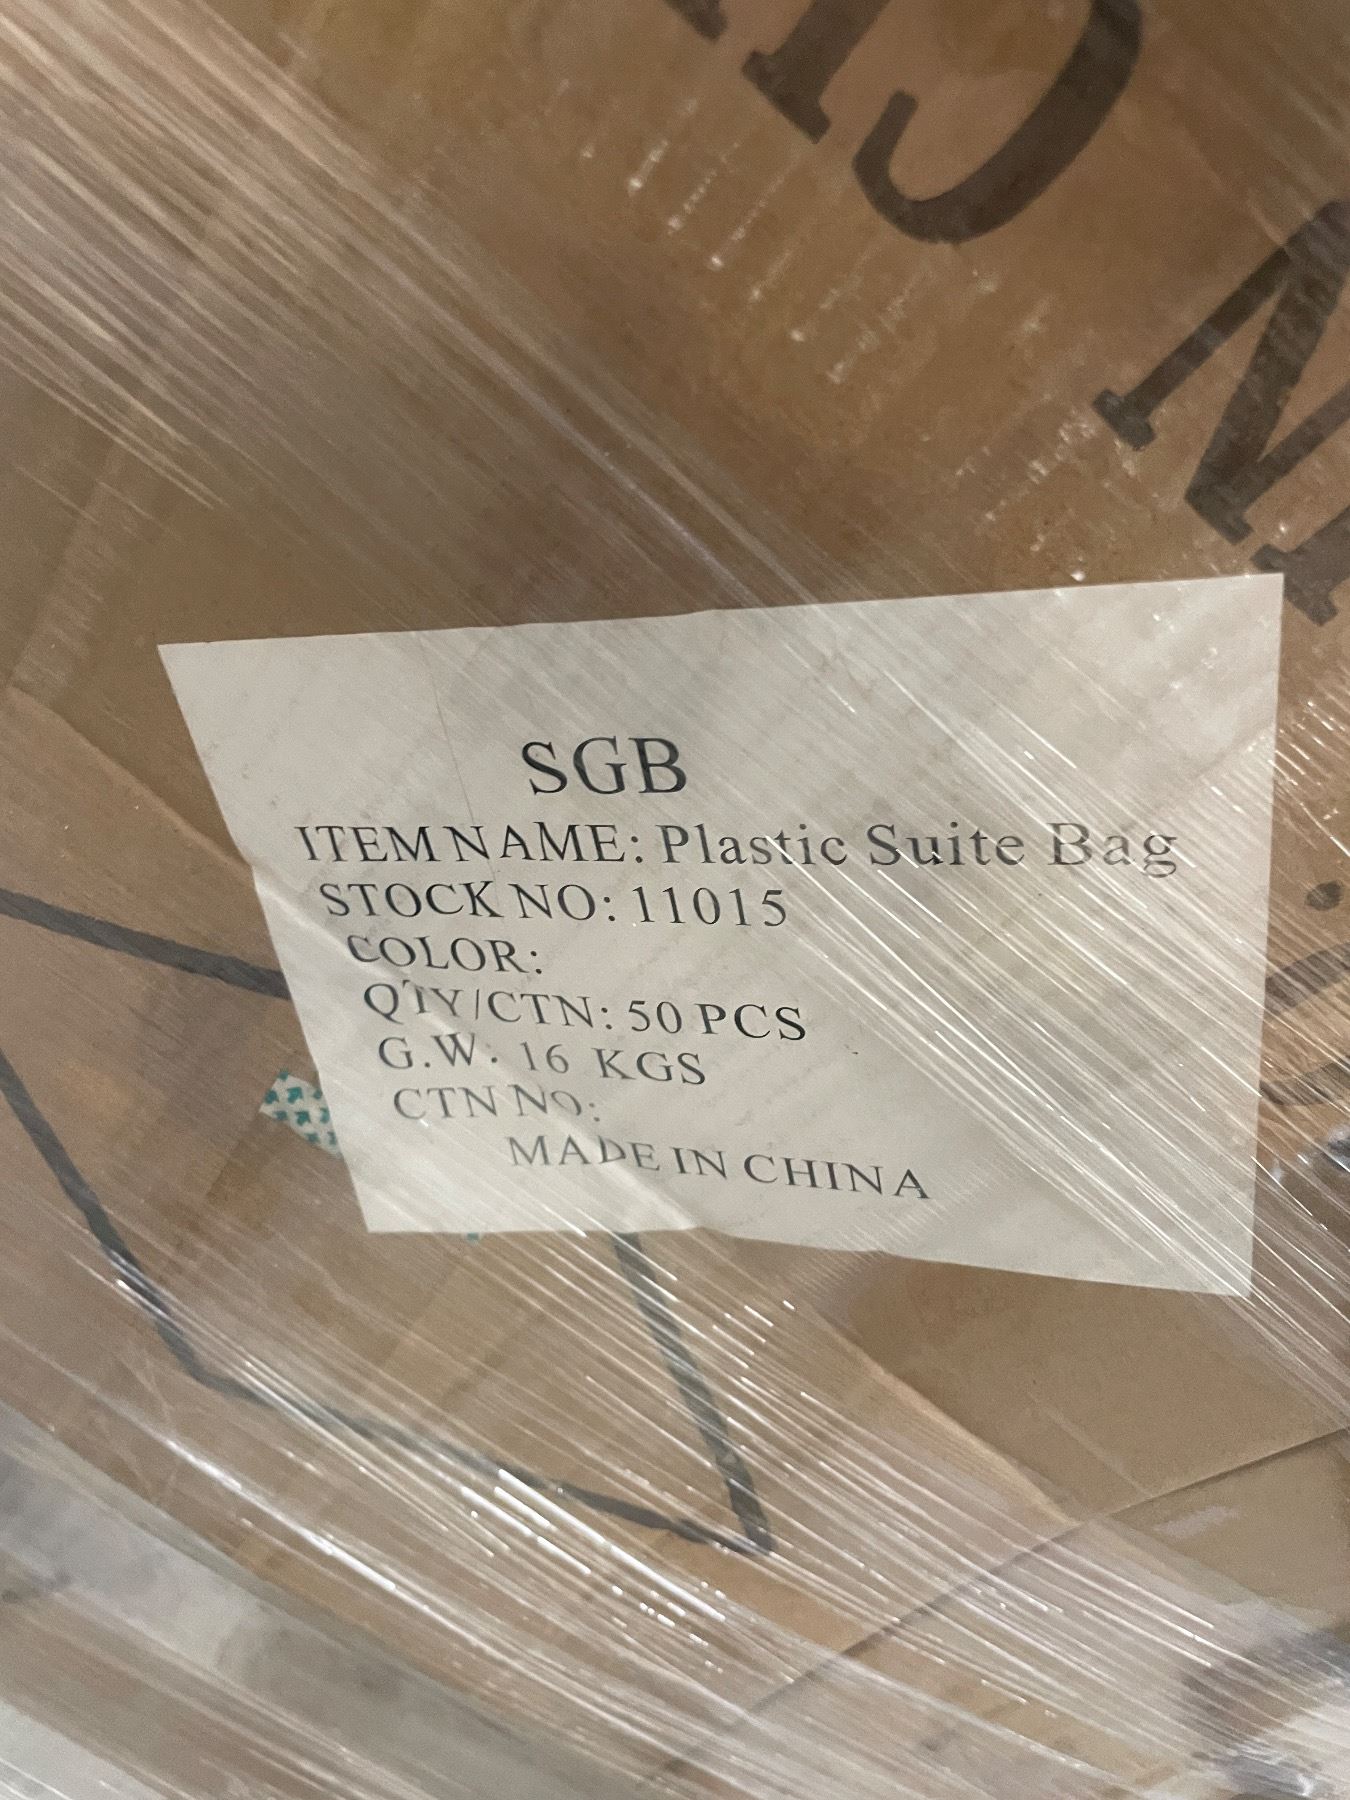 SGB
ITEM NAME: Plastic Suite Bag
STOCK NO: 11015
COLOR:
QTY/CTN: 50 PCS
G.W. 16 KGS
CTN NO:
MADE IN CHINA